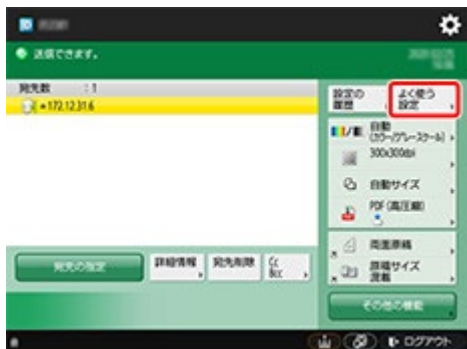 送信できます。
宛先数 :1
+172.12.31.6
設定の
履歴
よく使う
設定
自動
(カラー/グレースケール)
300x300dpi
自動サイズ
PDF (高圧縮)
両面原稿
原稿サイズ
混載
宛先の指定
詳細情報
宛先削除
Cc
Bcc
その他の機能
ログアウト